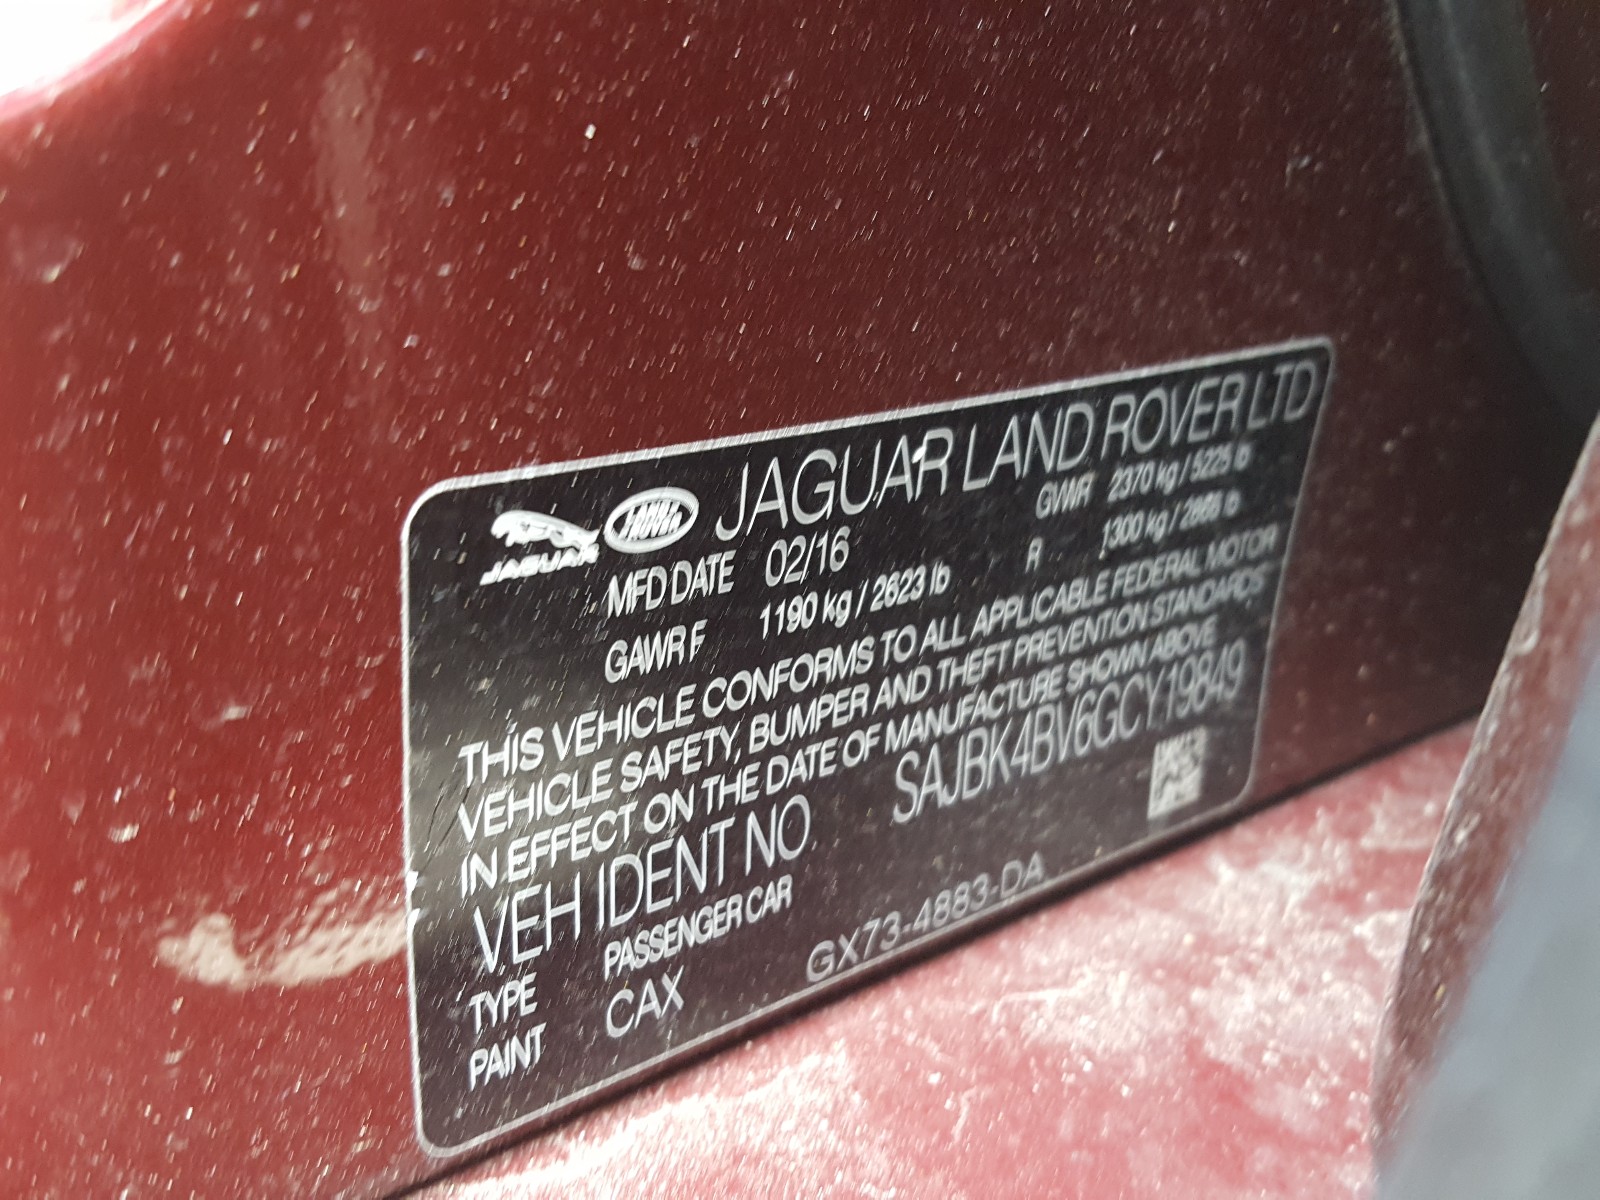 JAGUAR LAND ROVER JAGUAR LAND ROVER LTD
MFD DATE 02/16 GVWR 2370 kg / 5225 lb
GAWR F 1190 kg / 2623 lb R 1300 kg / 2866 lb
THIS VEHICLE CONFORMS TO ALL APPLICABLE FEDERAL MOTOR
VEHICLE SAFETY, BUMPER AND THEFT PREVENTION STANDARDS
IN EFFECT ON THE DATE OF MANUFACTURE SHOWN ABOVE
VEH IDENT NO SAJBK4BV6GCY19849
TYPE PASSENGER CAR
PAINT CAX GX73-4883-DA